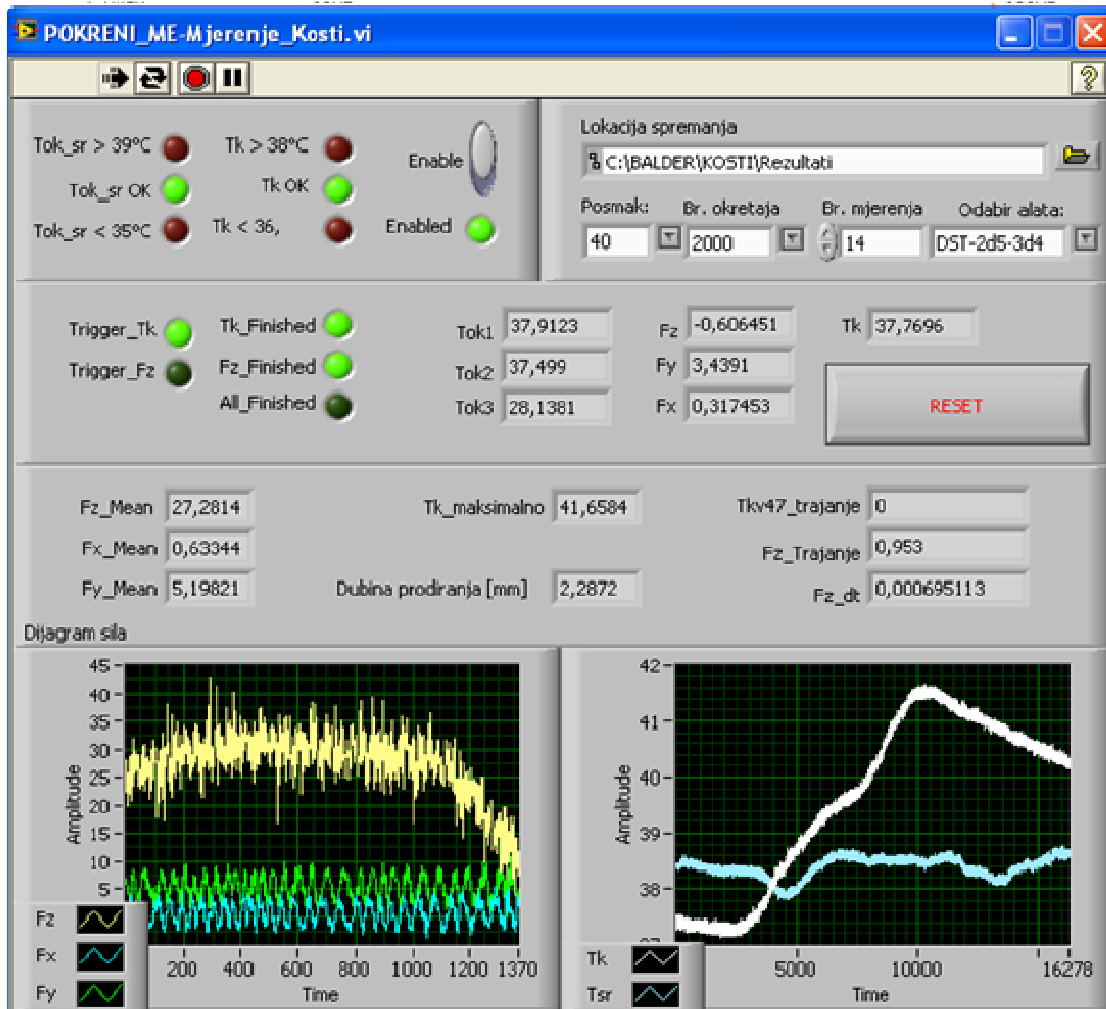 POKRENI_ME-Mjerenje_Kosti.vi
?
Tok_sr > 39°C
Tk > 38°C
Enable
Tok_sr OK
Tk OK
Tok_sr < 35°C
Tk < 36,
Enabled
Lokacija spremanja
C:\BALDER\KOSTI\Rezultati
Posmak:
Br. okretaja
Br. mjerenja
Odabir alata:
40
2000
14
DST-2d5-3d4
Trigger_Tk
Tk_Finished
Trigger_Fz
Fz_Finished
All_Finished
Tok1 37,9123
Tok2 37,499
Tok3 28,1381
Fz -0,606451
Fy 3,4391
Fx 0,317453
Tk 37,7696
RESET
Fz_Mean 27,2814
Fx_Mean 0,63344
Fy_Mean 5,19821
Tk_maksimalno 41,6584
Dubina prodiranja [mm] 2,2872
Tkv47_trajanje 0
Fz_Trajanje 0,953
Fz_dt 0,000695113
Dijagram sila
45
40
35
30
25
20
15
10
5
Amplitude
200 400 600 800 1000 1200 1370
Time
Fz
Fx
Fy
42
41
40
39
38
Amplitude
5000 10000 16278
Time
Tk
Tsr